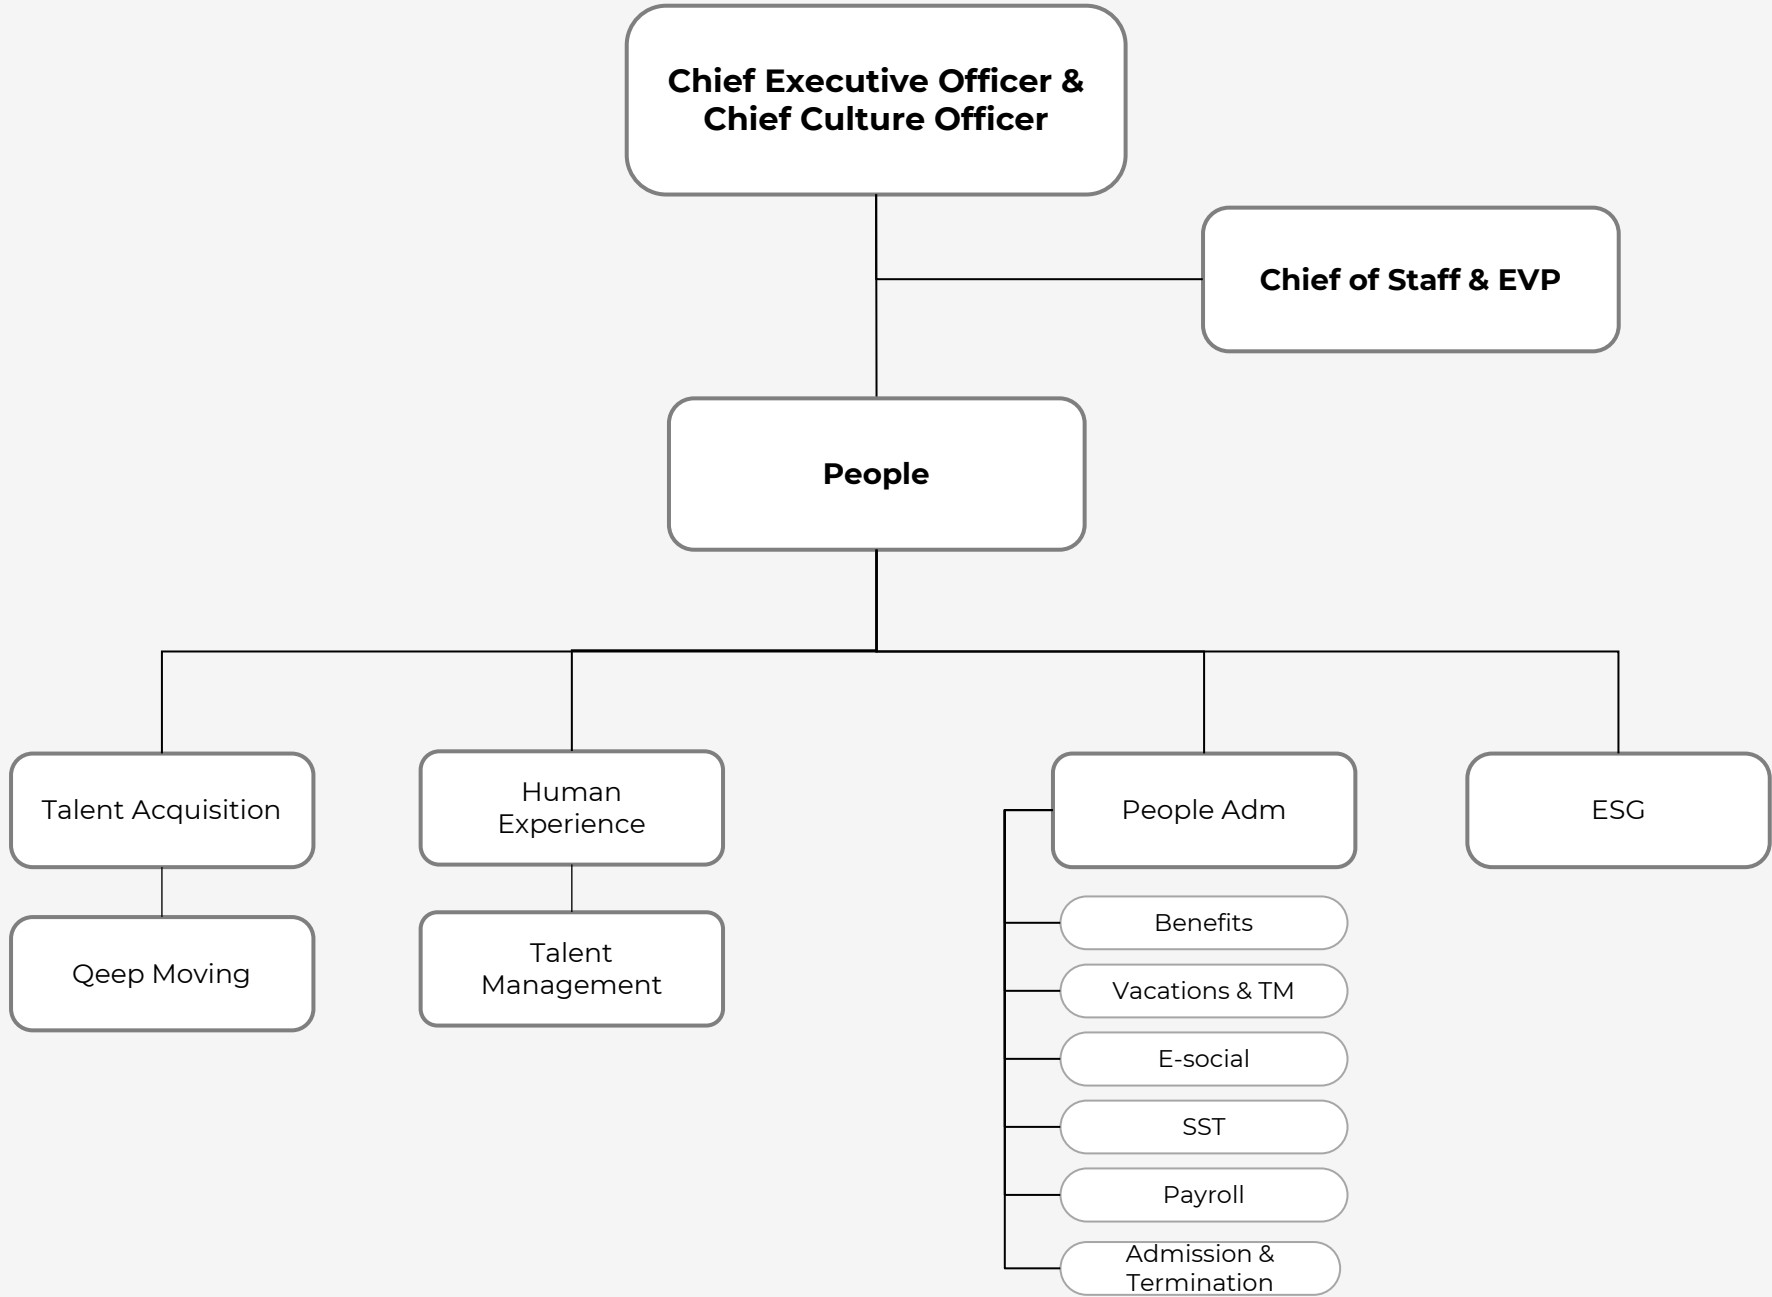 Chief Executive Officer &
Chief Culture Officer
Chief of Staff & EVP
People
Talent Acquisition
Human
Experience
People Adm
ESG
Qeep Moving
Talent
Management
Benefits
Vacations & TM
E-social
SST
Payroll
Admission &
Termination